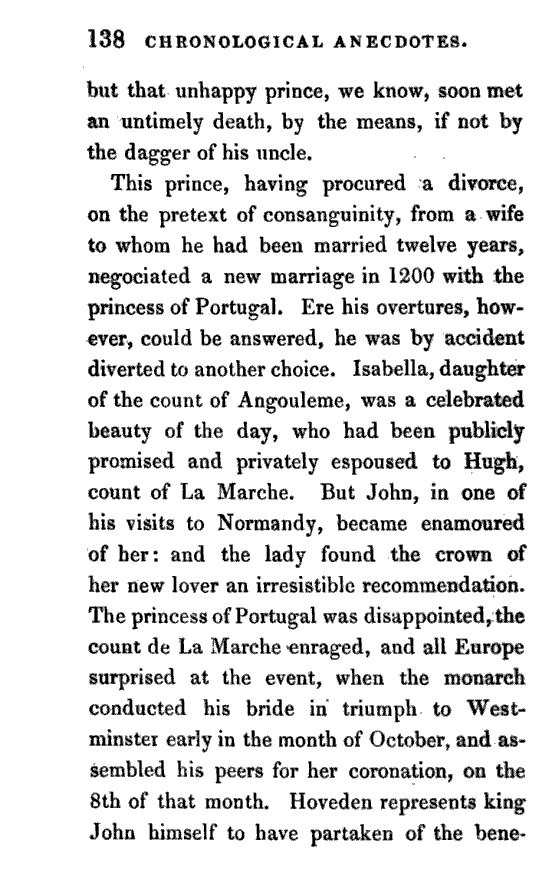 138 CHRONOLOGICAL ANECDOTES.
but that unhappy prince, we know, soon met
an untimely death, by the means, if not by
the dagger of his uncle.
This prince, having procured a divorce,
on the pretext of consanguinity, from a wife
to whom he had been married twelve years,
negociated a new marriage in 1200 with the
princess of Portugal. Ere his overtures, how-
ever, could be answered, he was by accident
diverted to another choice. Isabella, daughter
of the count of Angouleme, was a celebrated
beauty of the day, who had been publicly
promised and privately espoused to Hugh,
count of La Marche. But John, in one of
his visits to Normandy, became enamoured
of her: and the lady found the crown of
her new lover an irresistible recommendation.
The princess of Portugal was disappointed, the
count de La Marche enraged, and all Europe
surprised at the event, when the monarch
conducted his bride in triumph to West-
minster early in the month of October, and as-
sembled his peers for her coronation, on the
8th of that month. Hoveden represents king
John himself to have partaken of the bene-